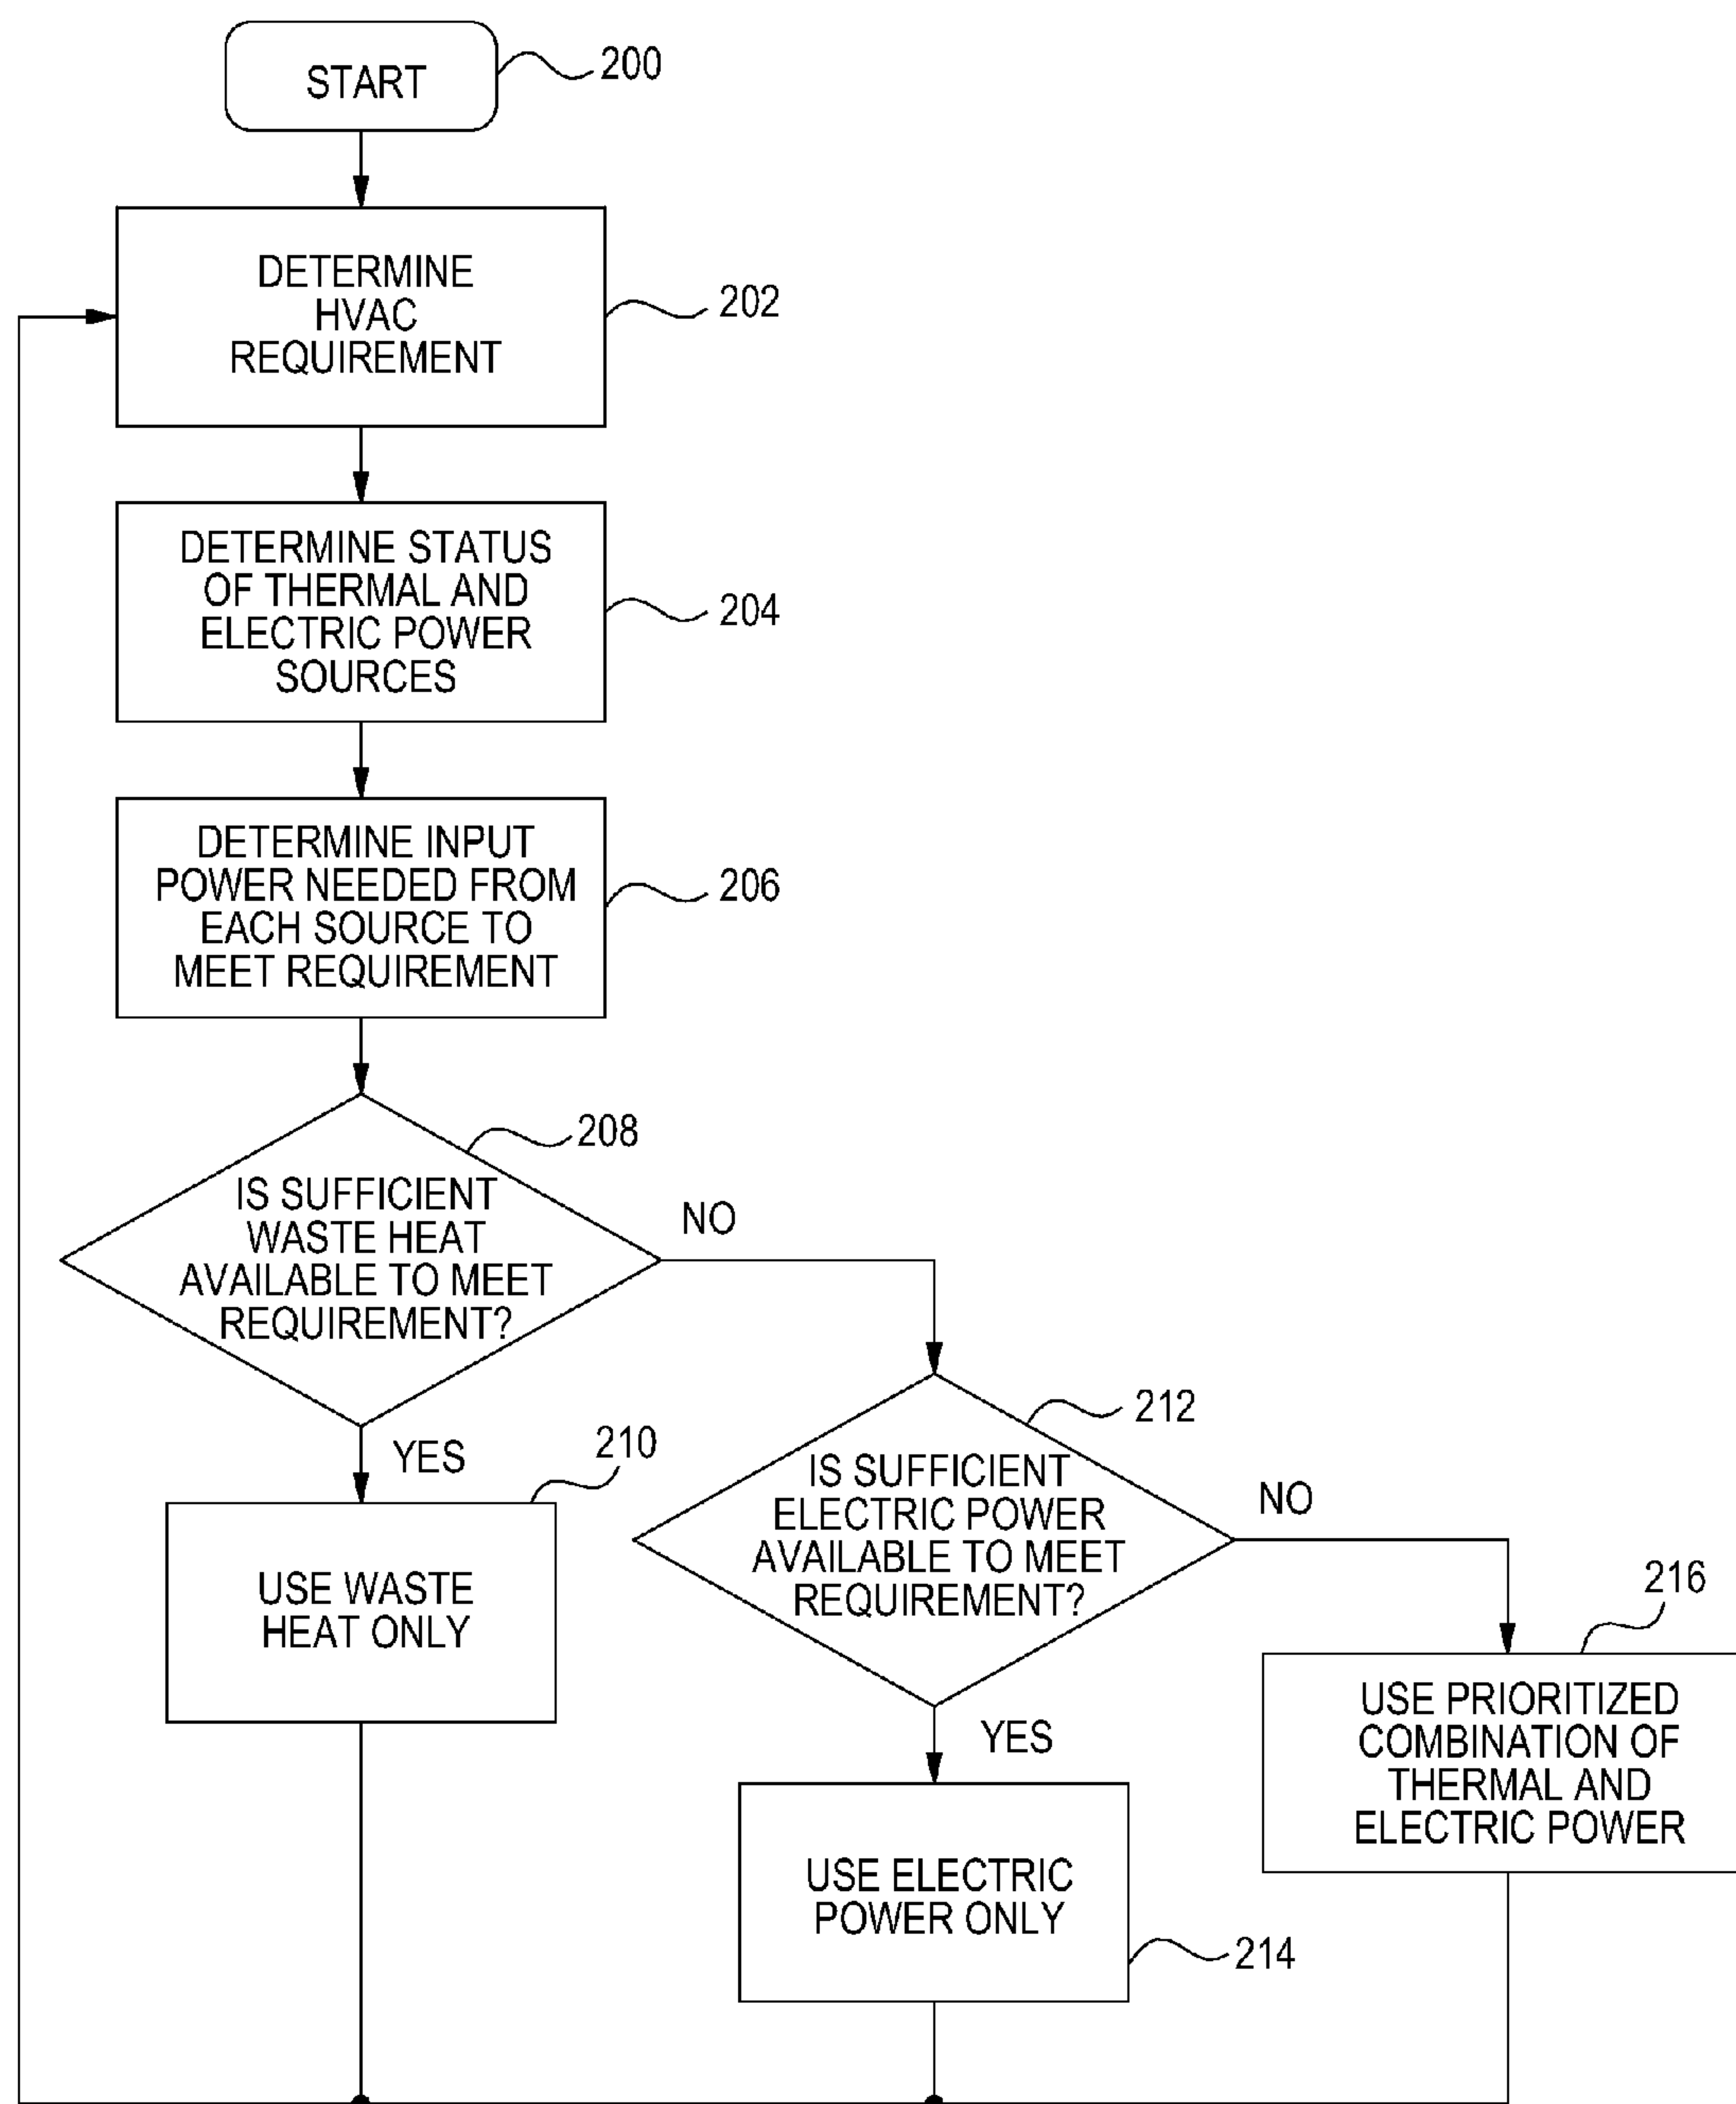 START
200
DETERMINE
HVAC
REQUIREMENT
202
DETERMINE STATUS
OF THERMAL AND
ELECTRIC POWER
SOURCES
204
DETERMINE INPUT
POWER NEEDED FROM
EACH SOURCE TO
MEET REQUIREMENT
206
208
IS SUFFICIENT
WASTE HEAT
AVAILABLE TO MEET
REQUIREMENT?
NO
YES
210
USE WASTE
HEAT ONLY
212
IS SUFFICIENT
ELECTRIC POWER
AVAILABLE TO MEET
REQUIREMENT?
NO
YES
USE ELECTRIC
POWER ONLY
214
216
USE PRIORITIZED
COMBINATION OF
THERMAL AND
ELECTRIC POWER